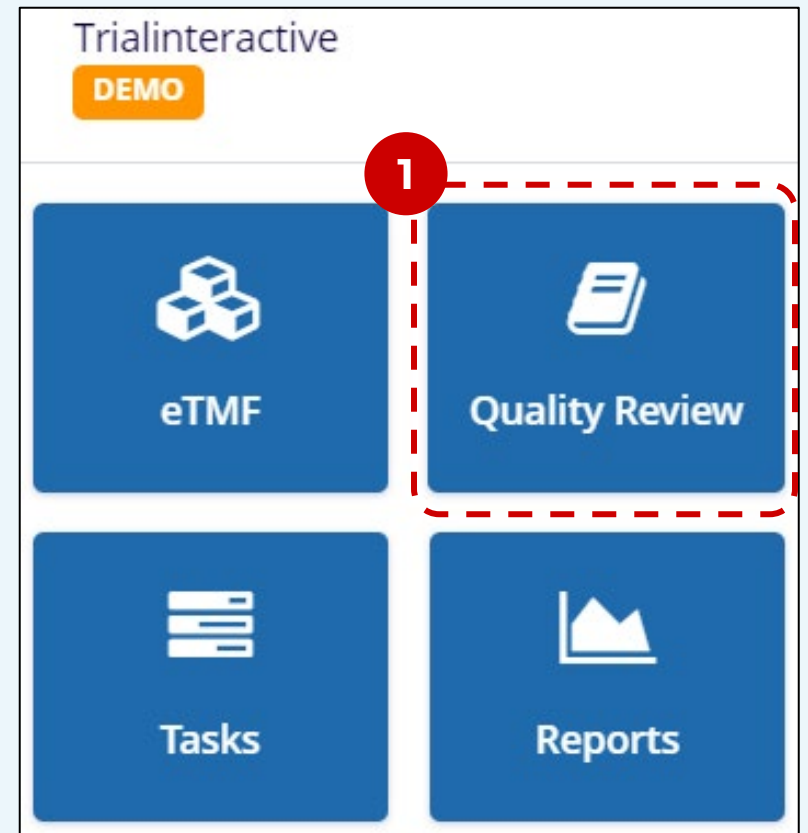 Trialinteractive
DEMO
1
eTMF
Quality Review
Tasks
Reports